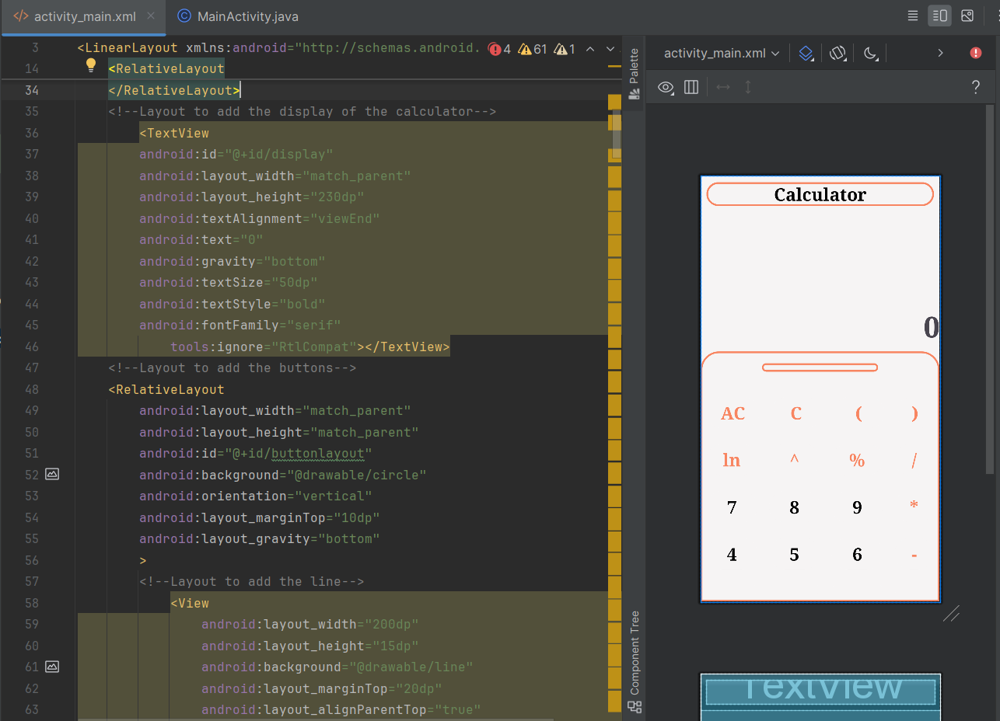 activity_main.xml
MainActivity.java
3 <LinearLayout xmlns:android="http://schemas.android. 4 61 1
14 <RelativeLayout
34 </RelativeLayout>
35 <!--Layout to add the display of the calculator-->
36 <TextView
37 android:id="@+id/display"
38 android:layout_width="match_parent"
39 android:layout_height="230dp"
40 android:textAlignment="viewEnd"
41 android:text="0"
42 android:gravity="bottom"
43 android:textSize="50dp"
44 android:textStyle="bold"
45 android:fontFamily="serif"
46 tools:ignore="RtlCompat"></TextView>
47 <!--Layout to add the buttons-->
48 <RelativeLayout
49 android:layout_width="match_parent"
50 android:layout_height="match_parent"
51 android:id="@+id/buttonlayout"
52 android:background="@drawable/circle"
53 android:orientation="vertical"
54 android:layout_marginTop="10dp"
55 android:layout_gravity="bottom"
56 >
57 <!--Layout to add the line-->
58 <View
59 android:layout_width="200dp"
60 android:layout_height="15dp"
61 android:background="@drawable/line"
62 android:layout_marginTop="20dp"
63 android:layout_alignParentTop="true"
Palette
Component Tree
activity_main.xml
?
Calculator
0
AC C ( )
ln ^ % /
7 8 9 *
4 5 6 -
TextView